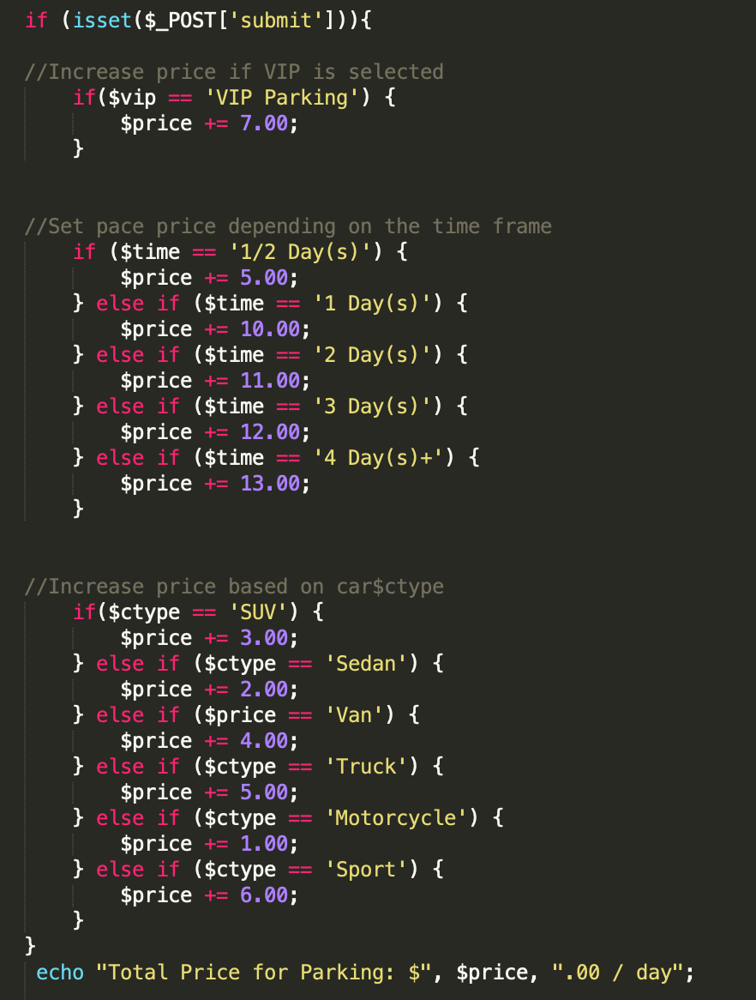 if (isset($_POST['submit'])){
//Increase price if VIP is selected
if($vip == 'VIP Parking') {
$price += 7.00;
}
//Set pace price depending on the time frame
if ($time == '1/2 Day(s)') {
$price += 5.00;
} else if ($time == '1 Day(s)') {
$price += 10.00;
} else if ($time == '2 Day(s)') {
$price += 11.00;
} else if ($time == '3 Day(s)') {
$price += 12.00;
} else if ($time == '4 Day(s)+') {
$price += 13.00;
}
//Increase price based on car$ctype
if($ctype == 'SUV') {
$price += 3.00;
} else if ($ctype == 'Sedan') {
$price += 2.00;
} else if ($price == 'Van') {
$price += 4.00;
} else if ($ctype == 'Truck') {
$price += 5.00;
} else if ($ctype == 'Motorcycle') {
$price += 1.00;
} else if ($ctype == 'Sport') {
$price += 6.00;
}
}
echo "Total Price for Parking: $", $price, ".00 / day";